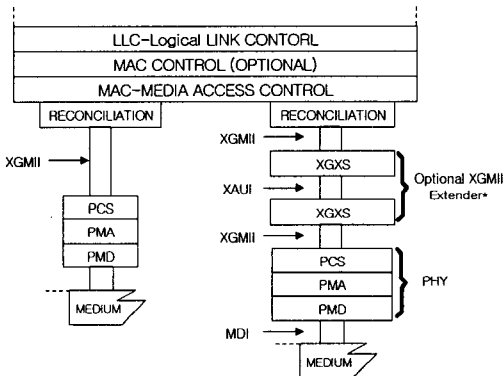 LLC-Logical LINK CONTORL
MAC CONTROL (OPTIONAL)
MAC-MEDIA ACCESS CONTROL
RECONCILIATION
XGMII
PCS
PMA
PMD
MEDIUM
RECONCILIATION
XGMII
XGXS
XAUI
XGXS
Optional XGMII
Extender*
XGMII
PCS
PMA
PMD
PHY
MDI
MEDIUM